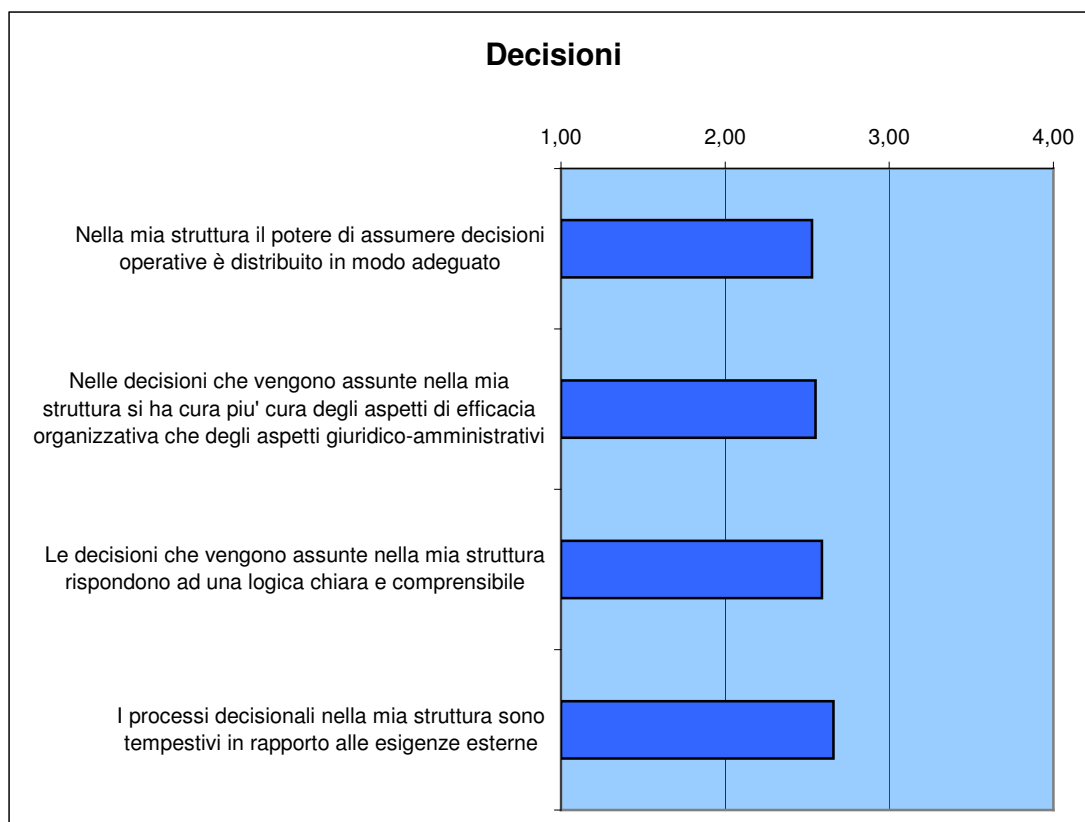 Decisioni
1,00 2,00 3,00 4,00
Nella mia struttura il potere di assumere decisioni
operative è distribuito in modo adeguato
Nelle decisioni che vengono assunte nella mia
struttura si ha cura piu' cura degli aspetti di efficacia
organizzativa che degli aspetti giuridico-amministrativi
Le decisioni che vengono assunte nella mia struttura
rispondono ad una logica chiara e comprensibile
I processi decisionali nella mia struttura sono
tempestivi in rapporto alle esigenze esterne